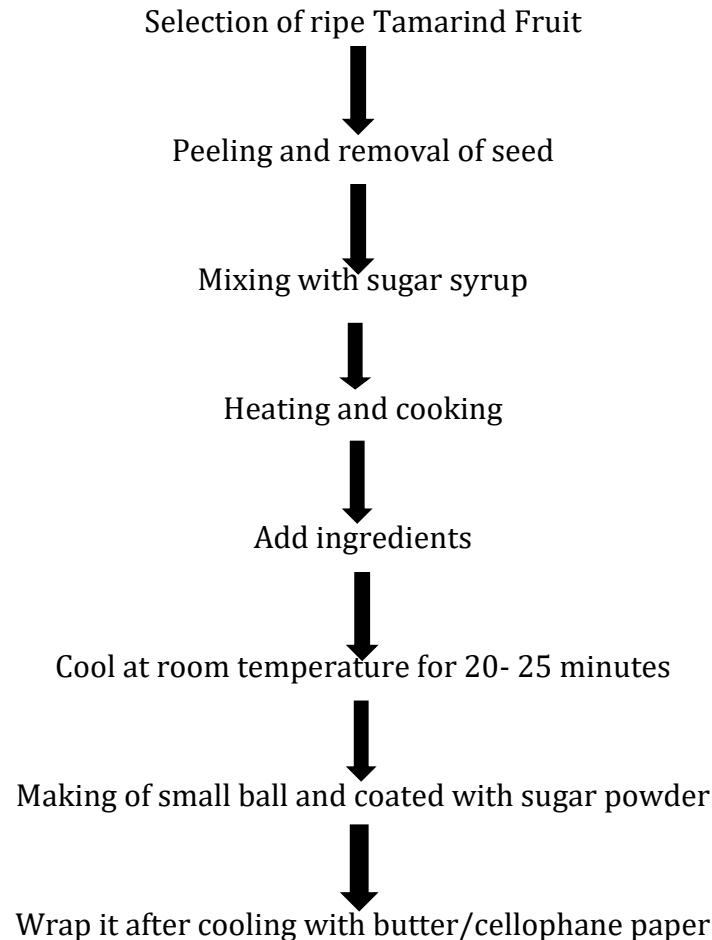 Selection of ripe Tamarind Fruit
Peeling and removal of seed
Mixing with sugar syrup
Heating and cooking
Add ingredients
Cool at room temperature for 20- 25 minutes
Making of small ball and coated with sugar powder
Wrap it after cooling with butter/cellophane paper